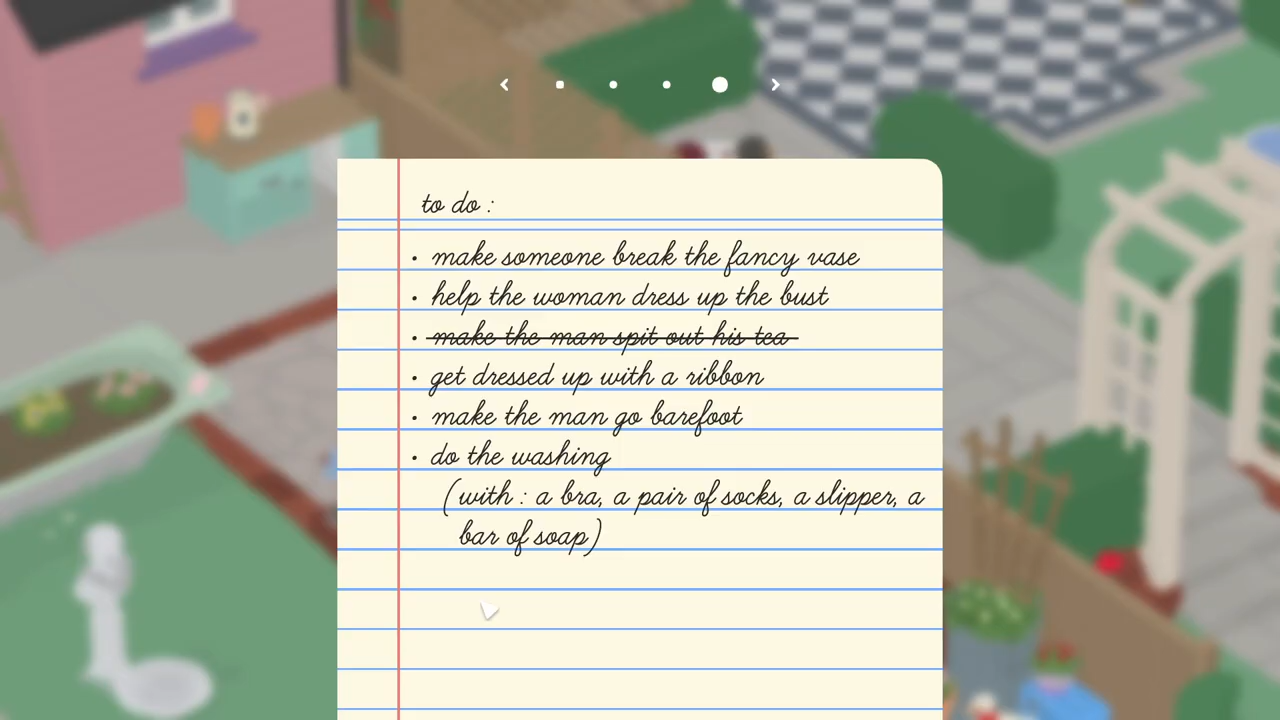 to do :
• make someone break the fancy vase
• help the woman dress up the bust
• make the man spit out his tea
• get dressed up with a ribbon
• make the man go barefoot
• do the washing
(with : a bra, a pair of socks, a slipper, a
bar of soap)